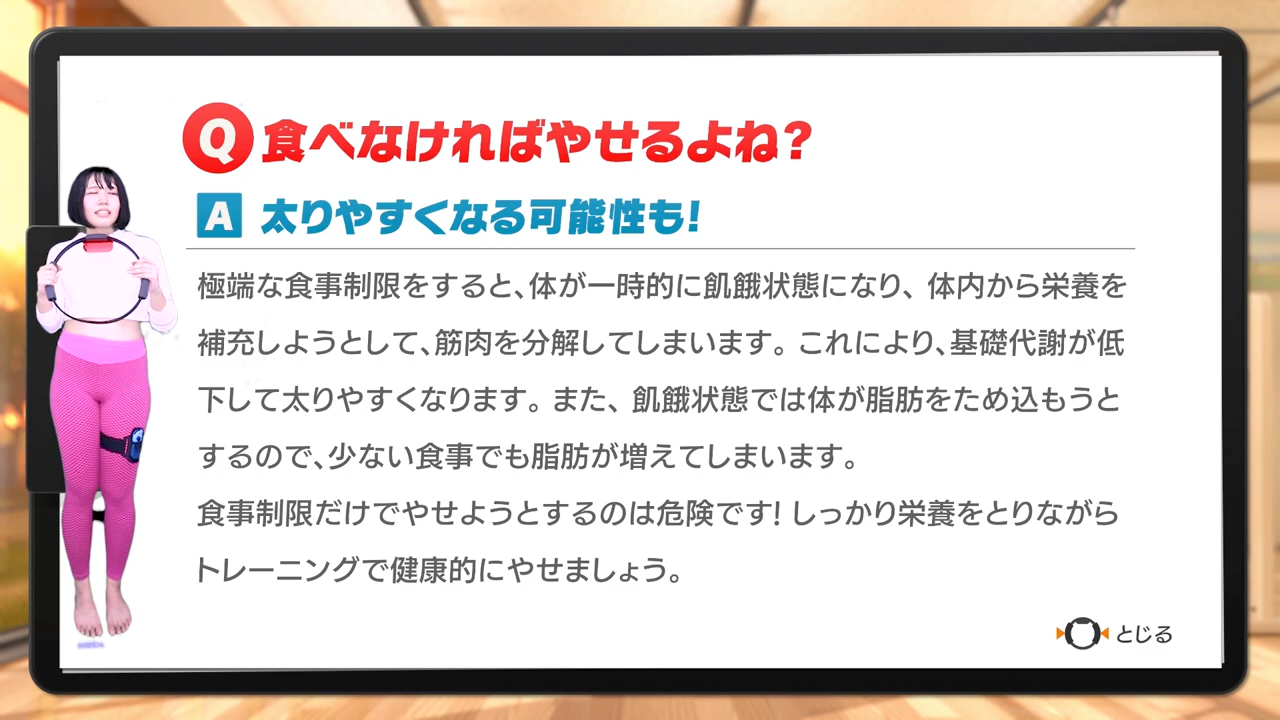 Q 食べなければやせるよね?
A 太りやすくなる可能性も!
極端な食事制限をすると、体が一時的に飢餓状態になり、体内から栄養を
補充しようとして、筋肉を分解してしまいます。これにより、基礎代謝が低
下して太りやすくなります。また、飢餓状態では体が脂肪をため込もうと
するので、少ない食事でも脂肪が増えてしまいます。
食事制限だけでやせようとするのは危険です! しっかり栄養をとりながら
トレーニングで健康的にやせましょう。
とじる